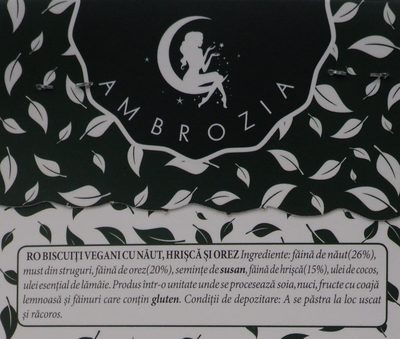 AMBROZIA
RO BISCUIȚI VEGANI CU NĂUT, HRIȘCĂ ȘI OREZ Ingrediente: făină de năut(26%),
must din struguri, făină de orez(20%), semințe de susan, făină de hrișcă(15%), ulei de cocos,
ulei esențial de lămâie. Produs într-o unitate unde se procesează soia, nuci, fructe cu coajă
lemnoasă și făinuri care conțin gluten. Condiții de depozitare: A se păstra la loc uscat
și răcoros.